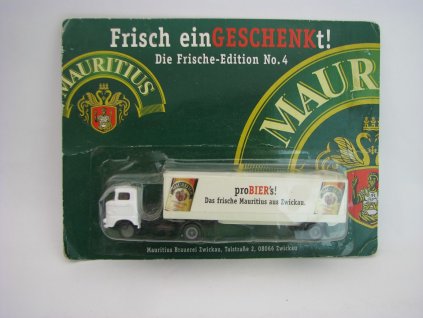 Frisch einGESCHENKt!
Die Frische-Edition No. 4
MAURITIUS
MAURITIUS
proBIER's!
Das frische Mauritius aus Zwickau.
Mauritius Brauerei Zwickau, Talstraße 2, 08066 Zwickau